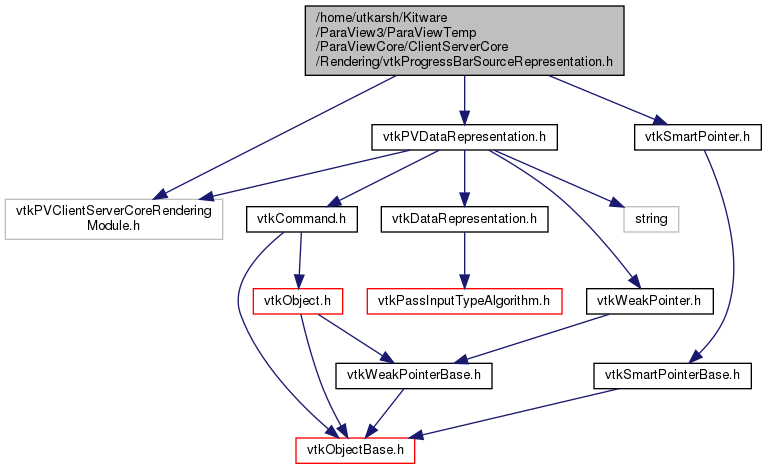 /home/utkarsh/Kitware
/ParaView3/ParaViewTemp
/ParaViewCore/ClientServerCore
/Rendering/vtkProgressBarSourceRepresentation.h
vtkPVDataRepresentation.h
vtkSmartPointer.h
vtkPVClientServerCoreRendering
Module.h
vtkCommand.h
vtkDataRepresentation.h
string
vtkObject.h
vtkPassInputTypeAlgorithm.h
vtkWeakPointer.h
vtkWeakPointerBase.h
vtkSmartPointerBase.h
vtkObjectBase.h